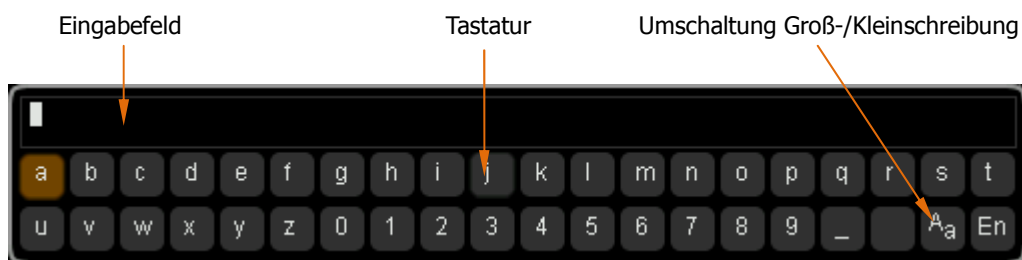 Eingabefeld Tastatur Umschaltung Groß-/Kleinschreibung
a b c d e f g h i j k l m n o p q r s t
u v w x y z 0 1 2 3 4 5 6 7 8 9 _ Aa En